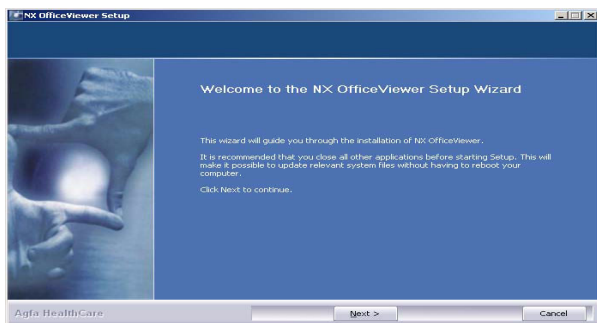 NX OfficeViewer Setup
Welcome to the NX OfficeViewer Setup Wizard
This wizard will guide you through the installation of NX OfficeViewer.
It is recommended that you close all other applications before starting Setup. This will
make it possible to update relevant system files without having to reboot your
computer.
Click Next to continue.
Agfa HealthCare
Next >
Cancel